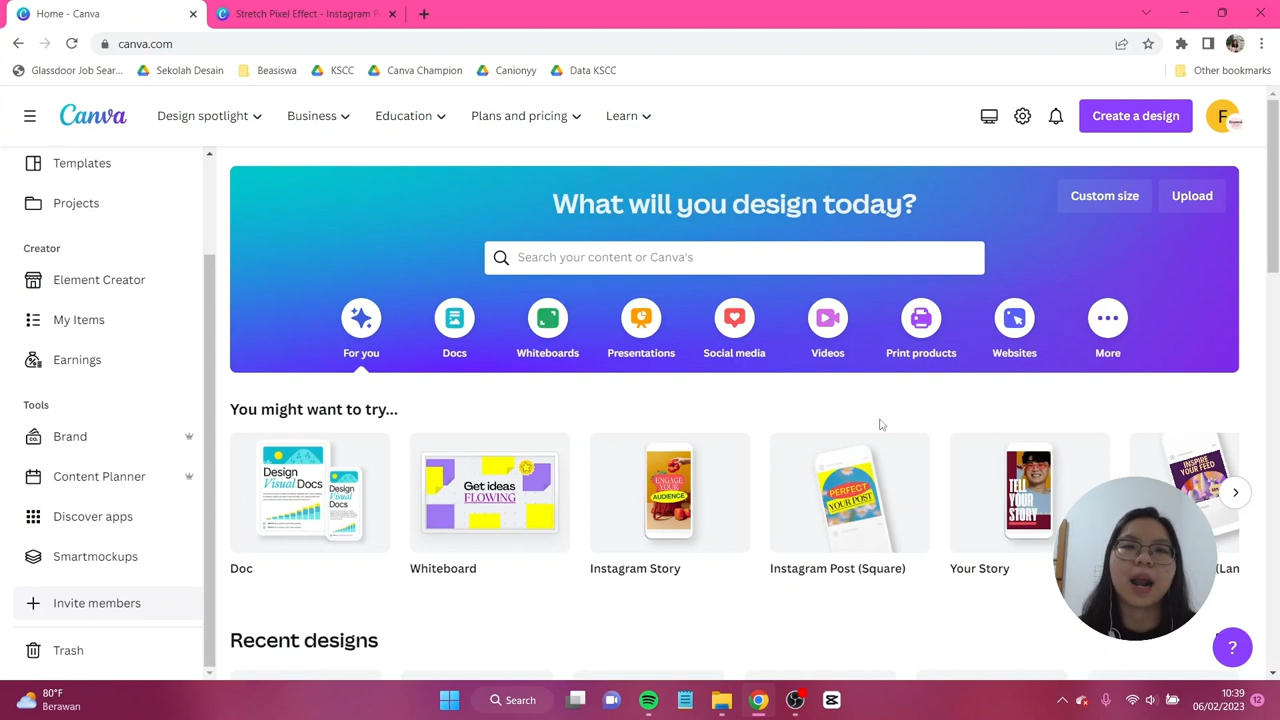 Home - Canva
Stretch Pixel Effect - Instagram P
canva.com
Glassdoor Job Sear...
Sekolah Desain
Beasiswa
KSCC
Canva Champion
Canionyy
Data KSCC
Other bookmarks
Canva
Design spotlight
Business
Education
Plans and pricing
Learn
Create a design
F
Templates
Projects
Creator
Element Creator
My Items
Earnings
Tools
Brand
Content Planner
Discover apps
Smartmockups
Invite members
Trash
What will you design today?
Custom size
Upload
Search your content or Canva's
For you
Docs
Whiteboards
Presentations
Social media
Videos
Print products
Websites
More
You might want to try...
Design
Visual Docs
Design
Visual Docs
Get ideas
FLOWING
ENGAGE
YOUR
AUDIENCE
PERFECT
YOUR POST
TELL
YOUR
STORY
INSPIRE
YOUR FEED
Doc
Whiteboard
Instagram Story
Instagram Post (Square)
Your Story
(Lan
Recent designs
?
80°F
Berawan
Search
10:39
06/02/2023
12